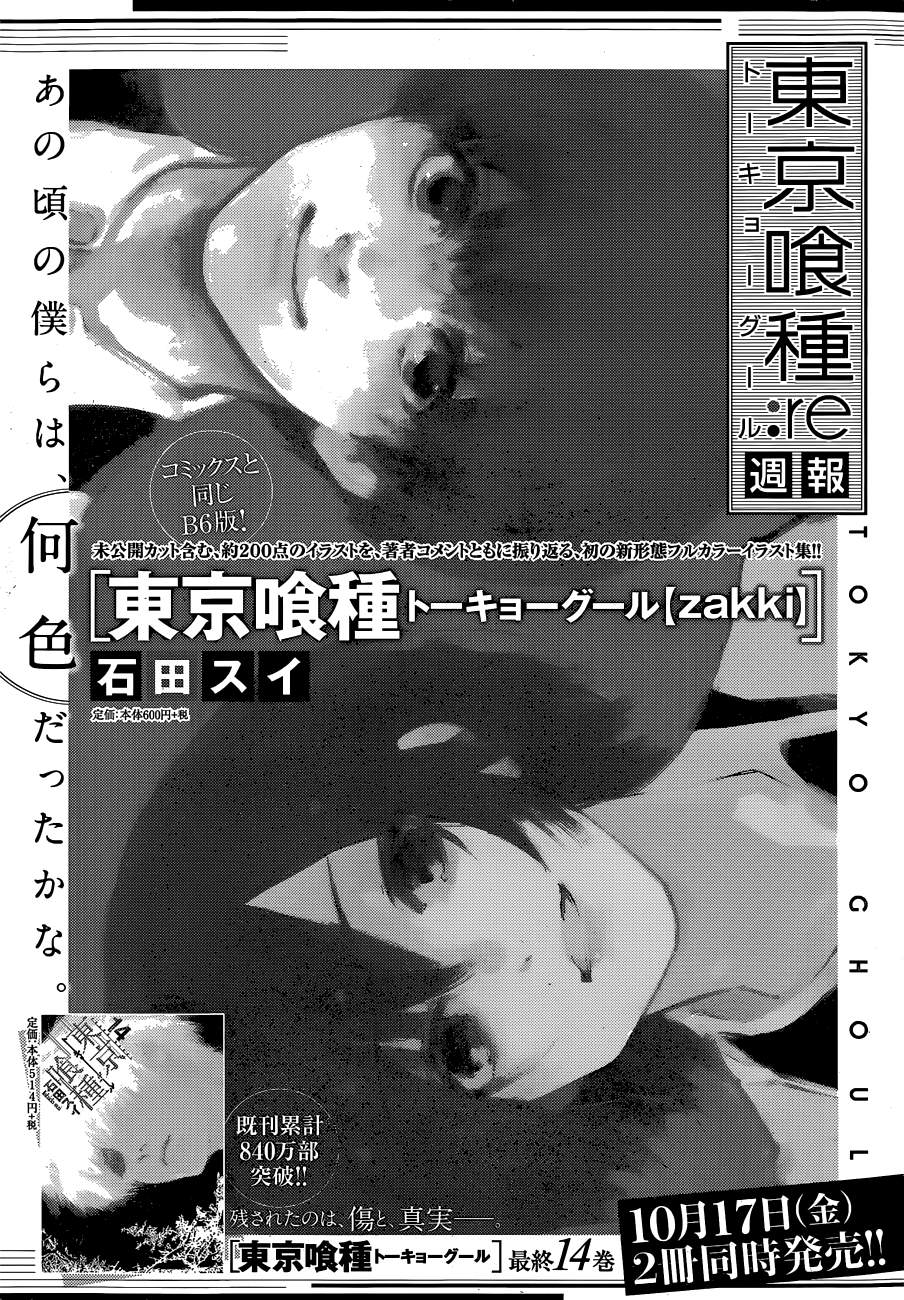 東京喰種:re
トーキョーグール
週報
TOKYO GHOUL
あの頃の僕らは、何色だったかな。
コミックスと
同じ
B6版!
未公開カット含む、約200点のイラストを、著者コメントともに振り返る、初の新形態フルカラーイラスト集!!
[東京喰種トーキョーグール【zakki】]
石田スイ
定価:本体600円+税
14
東京喰種
石田スイ
定価:本体514円+税
既刊累計
840万部
突破!!
残されたのは、傷と、真実――。
[東京喰種トーキョーグール]最終14巻
10月17日(金)
2冊同時発売!!